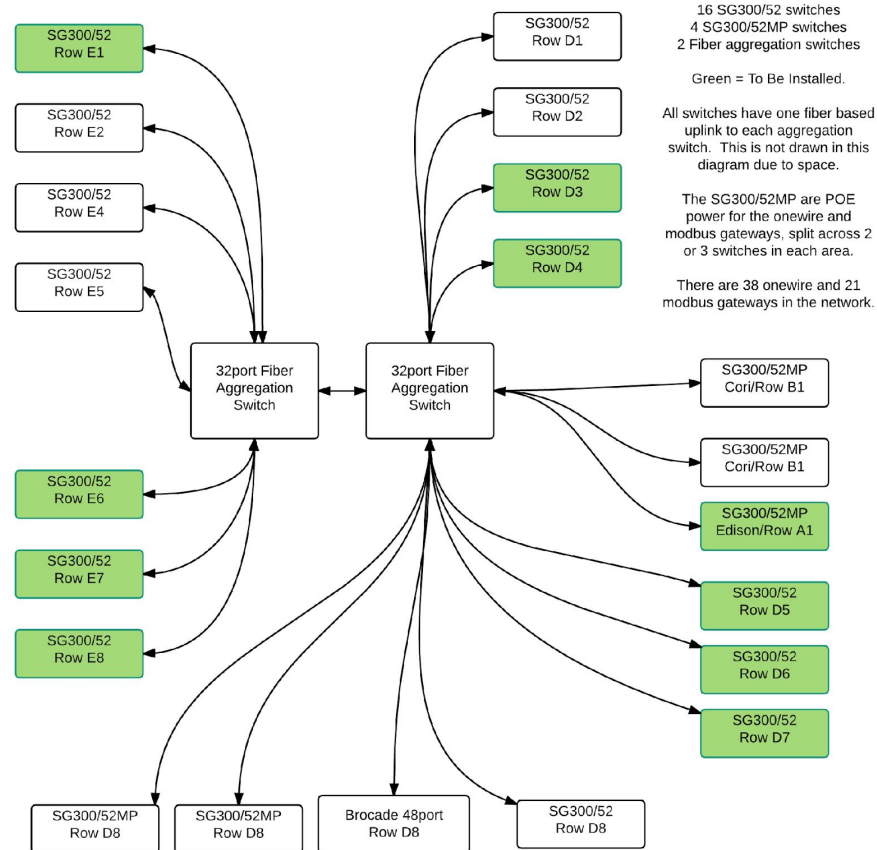 SG300/52
Row E1
SG300/52
Row E2
SG300/52
Row E4
SG300/52
Row E5
SG300/52
Row D1
SG300/52
Row D2
SG300/52
Row D3
SG300/52
Row D4
16 SG300/52 switches
4 SG300/52MP switches
2 Fiber aggregation switches
Green = To Be Installed.
All switches have one fiber based
uplink to each aggregation
switch. This is not drawn in this
diagram due to space.
The SG300/52MP are POE
power for the onewire and
modbus gateways, split across 2
or 3 switches in each area.
There are 38 onewire and 21
modbus gateways in the network.
32port Fiber
Aggregation
Switch
32port Fiber
Aggregation
Switch
SG300/52MP
Cori/Row B1
SG300/52MP
Cori/Row B1
SG300/52MP
Edison/Row A1
SG300/52
Row D5
SG300/52
Row D6
SG300/52
Row D7
SG300/52
Row E6
SG300/52
Row E7
SG300/52
Row E8
SG300/52MP
Row D8
SG300/52MP
Row D8
Brocade 48port
Row D8
SG300/52
Row D8